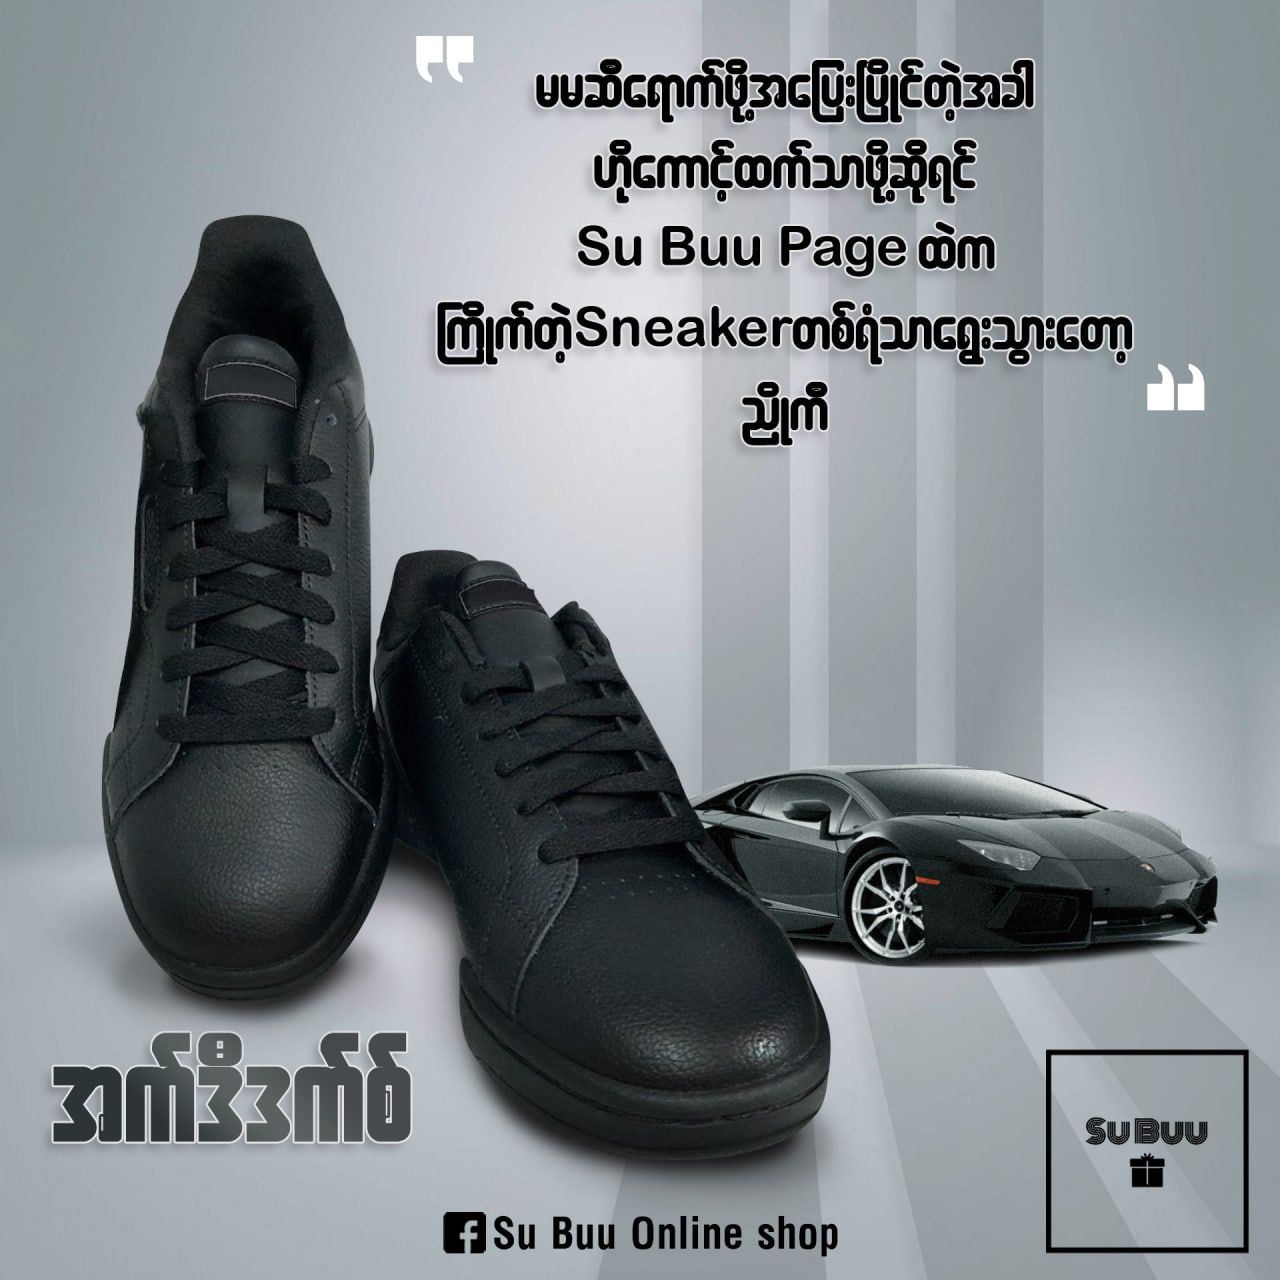 မမဆီရောက်ဖို့အပြေးပြိုင်တဲ့အခါ
ဟိုကောင့်ထက်သာဖို့ဆိုရင်
Su Buu Page ထဲက
ကြိုက်တဲ့Sneakerတစ်ရံသာရွေးသွားတော့
ညိုကီ
အက်ဒီဒက်စ်
SU BUU
Su Buu Online shop